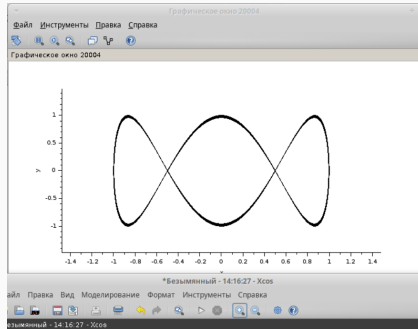 Графическое окно 20004
Файл Инструменты Правка Справка
Графическое окно 20004
1
0.5
y
0
-0.5
-1
-1.4 -1.2 -1 -0.8 -0.6 -0.4 -0.2 0 0.2 0.4 0.6 0.8 1 1.2 1.4
*Безымянный - 14:16:27 - Xcos
айл Правка Вид Моделирование Формат Инструменты Справка
езымянный - 14:16:27 - Xcos